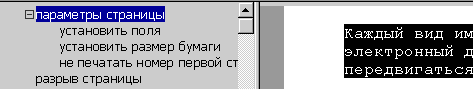 параметры страницы
установить поля
установить размер бумаги
не печатать номер первой ст
разрыв страницы
Каждый вид им
электронный д
передвигаться